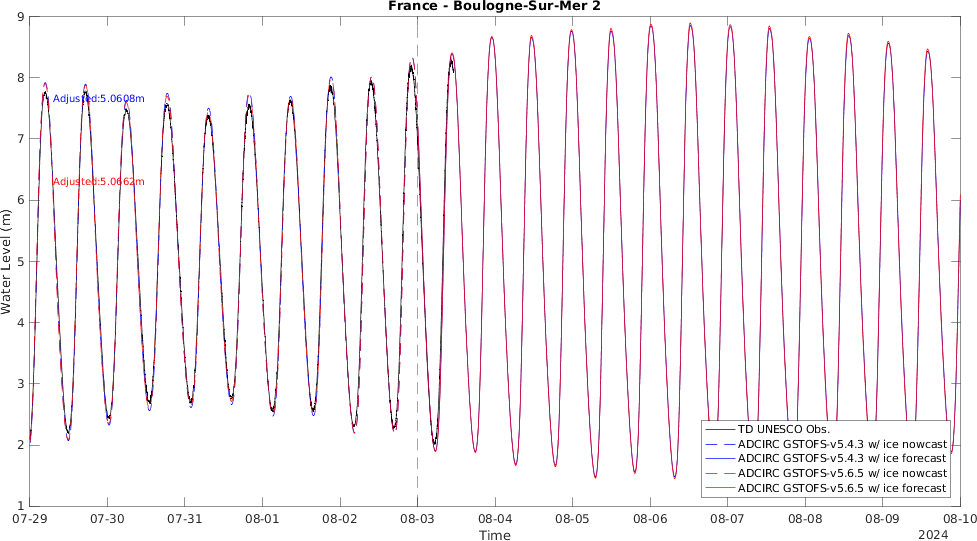 France - Boulogne-Sur-Mer 2
9
8
7
6
5
4
3
2
1
Water Level (m)
Adjusted:5.0608m
Adjusted:5.0662m
TD UNESCO Obs.
ADCIRC GSTOFS-v5.4.3 w/ ice nowcast
ADCIRC GSTOFS-v5.4.3 w/ ice forecast
ADCIRC GSTOFS-v5.6.5 w/ ice nowcast
ADCIRC GSTOFS-v5.6.5 w/ ice forecast
07-29 07-30 07-31 08-01 08-02 08-03 08-04 08-05 08-06 08-07 08-08 08-09 08-10
Time
2024